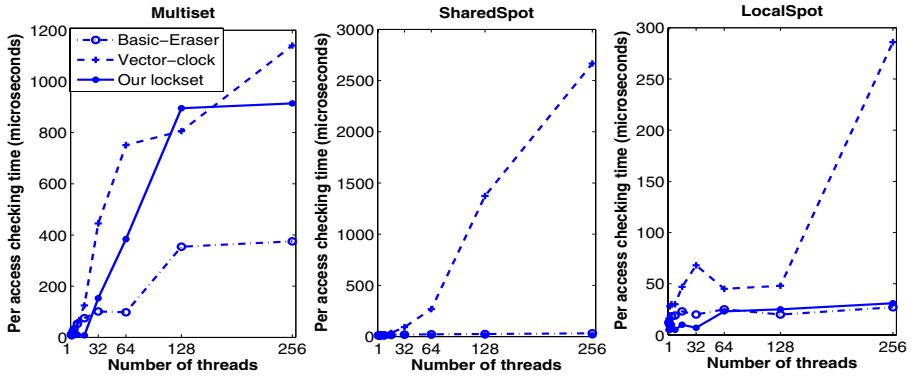 Multiset
Per access checking time (microseconds)
1200
1000
800
600
400
200
0
Basic-Eraser
Vector-clock
Our lockset
1 32 64 128 256
Number of threads
SharedSpot
Per access checking time (microseconds)
3000
2500
2000
1500
1000
500
0
1 32 64 128 256
Number of threads
LocalSpot
Per access checking time (microseconds)
300
250
200
150
100
50
0
1 32 64 128 256
Number of threads